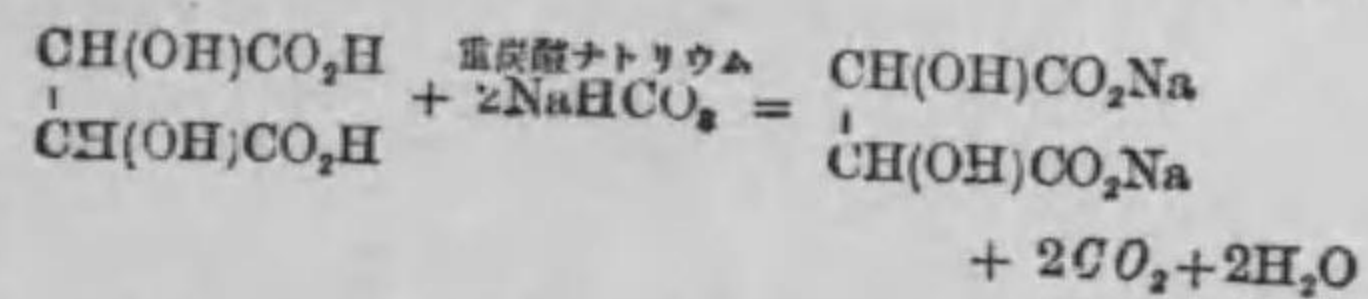 重炭酸ナトリウム
CH(OH)CO₂H + 2NaHCO₃ = CH(OH)CO₂Na
CH(OH)CO₂H CH(OH)CO₂Na
+ 2CO₂+2H₂O